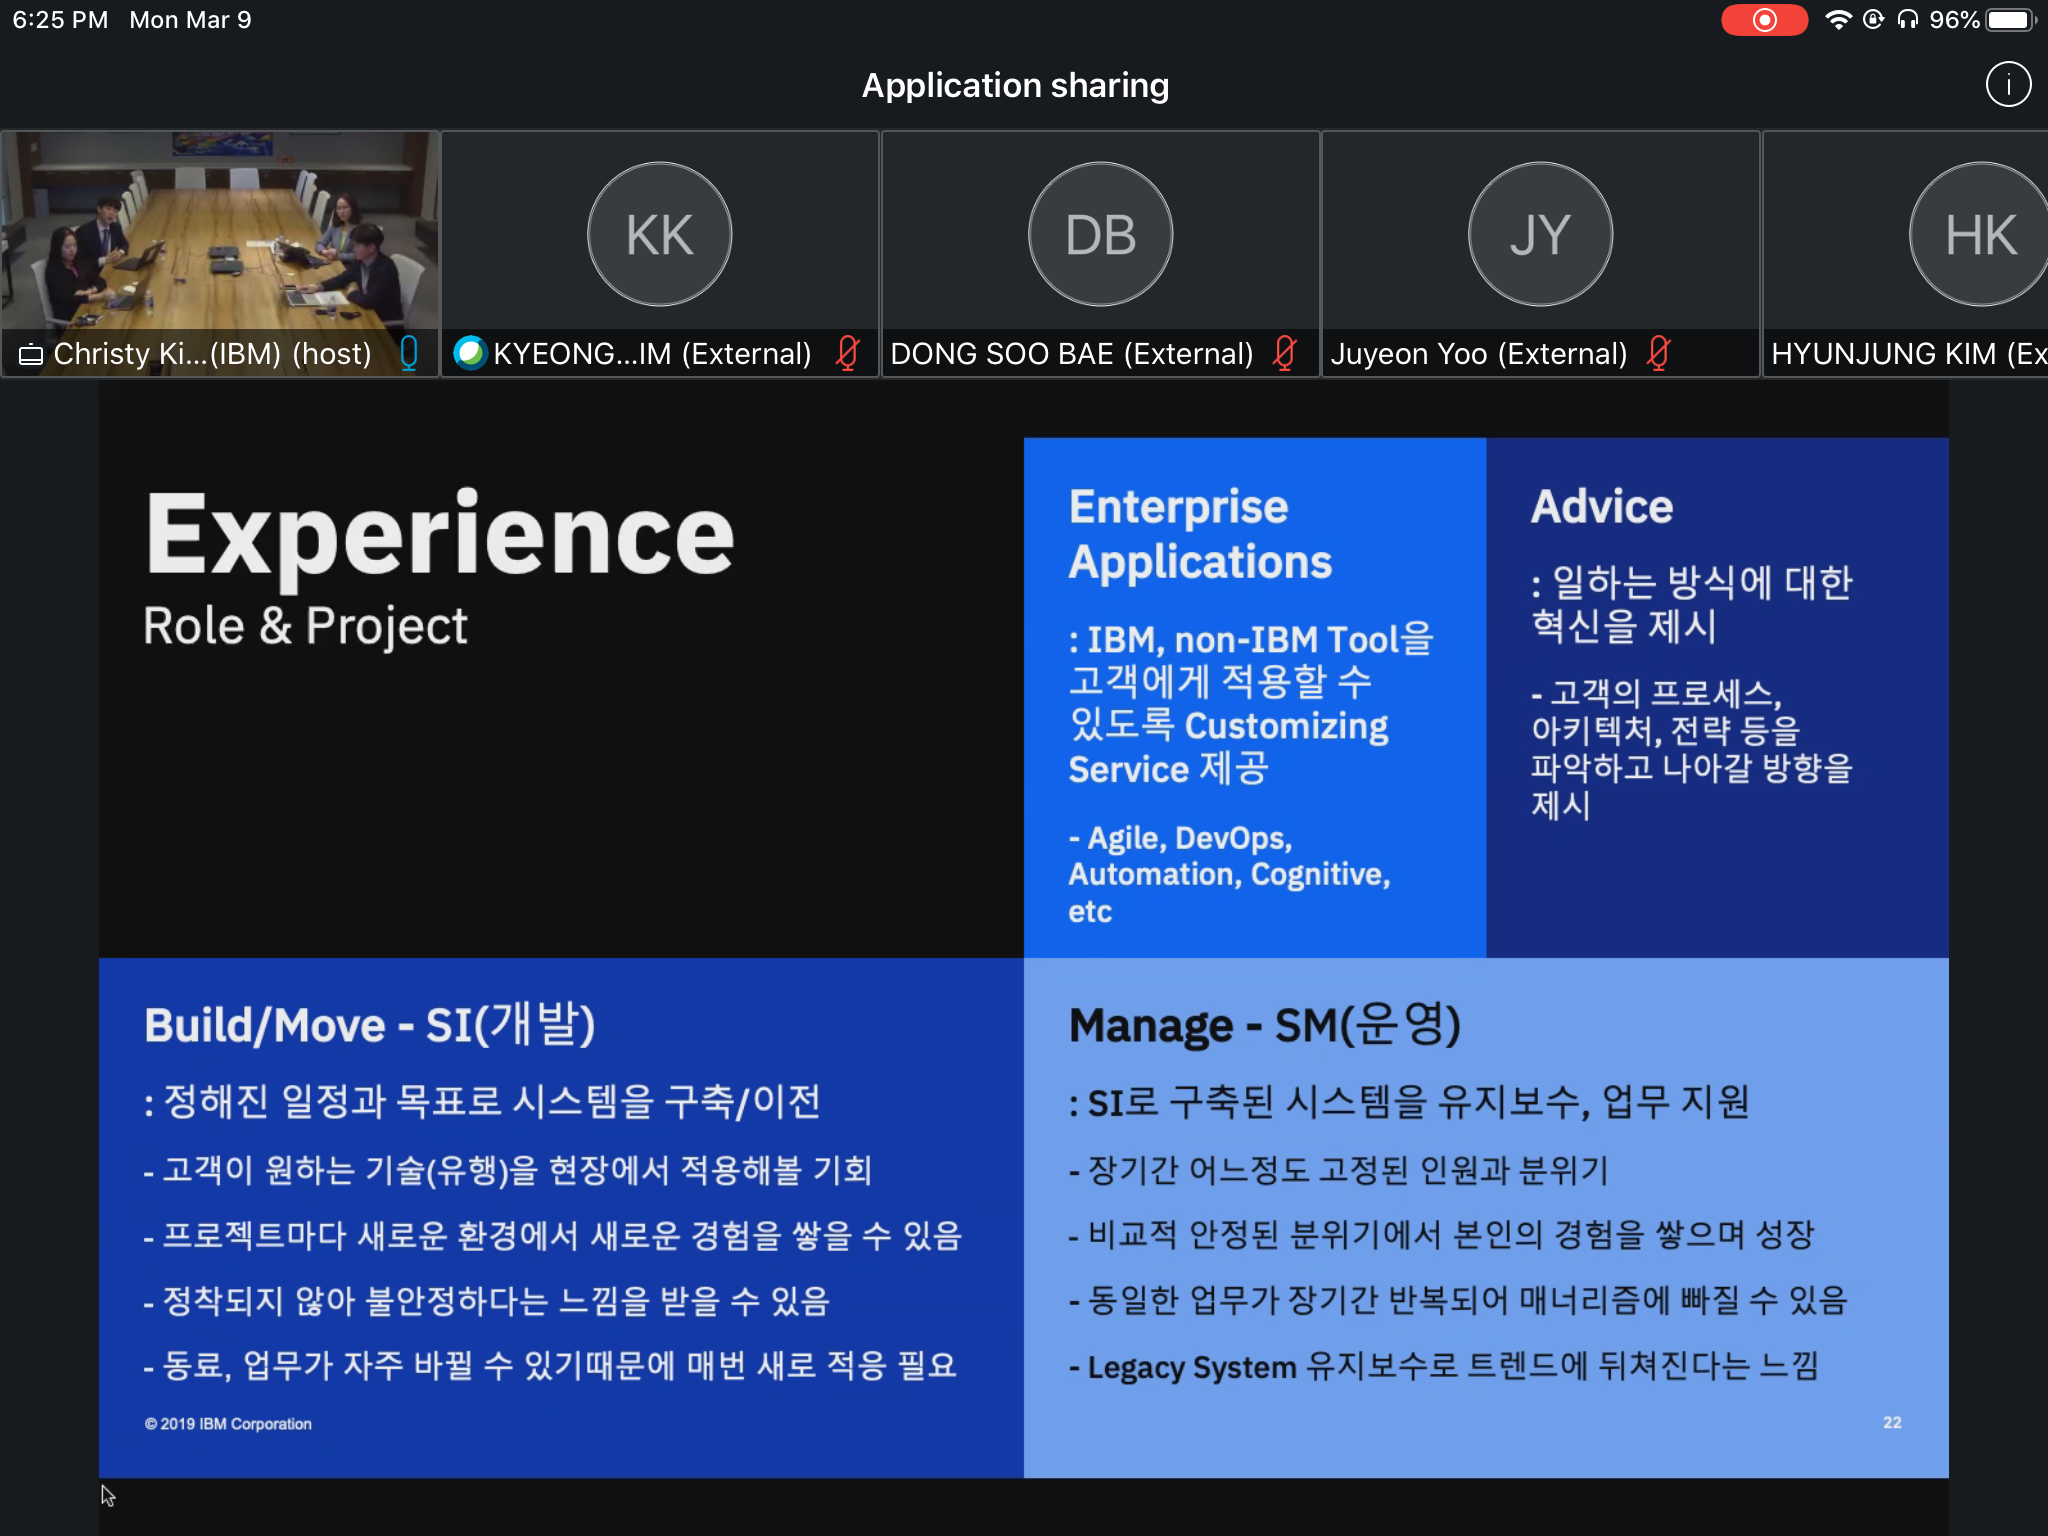 6:25 PM Mon Mar 9
96%
Application sharing
KK
DB
JY
HK
Christy Ki...(IBM) (host)
KYEONG...IM (External)
DONG SOO BAE (External)
Juyeon Yoo (External)
HYUNJUNG KIM (Ex
Experience
Role & Project
Enterprise
Applications
: IBM, non-IBM Tool을
고객에게 적용할 수
있도록 Customizing
Service 제공
- Agile, DevOps,
Automation, Cognitive,
etc
Advice
: 일하는 방식에 대한
혁신을 제시
- 고객의 프로세스,
아키텍처, 전략 등을
파악하고 나아갈 방향을
제시
Build/Move - SI(개발)
: 정해진 일정과 목표로 시스템을 구축/이전
- 고객이 원하는 기술(유행)을 현장에서 적용해볼 기회
- 프로젝트마다 새로운 환경에서 새로운 경험을 쌓을 수 있음
- 정착되지 않아 불안정하다는 느낌을 받을 수 있음
- 동료, 업무가 자주 바뀔 수 있기때문에 매번 새로 적응 필요
© 2019 IBM Corporation
Manage - SM(운영)
: SI로 구축된 시스템을 유지보수, 업무 지원
- 장기간 어느정도 고정된 인원과 분위기
- 비교적 안정된 분위기에서 본인의 경험을 쌓으며 성장
- 동일한 업무가 장기간 반복되어 매너리즘에 빠질 수 있음
- Legacy System 유지보수로 트렌드에 뒤쳐진다는 느낌
22